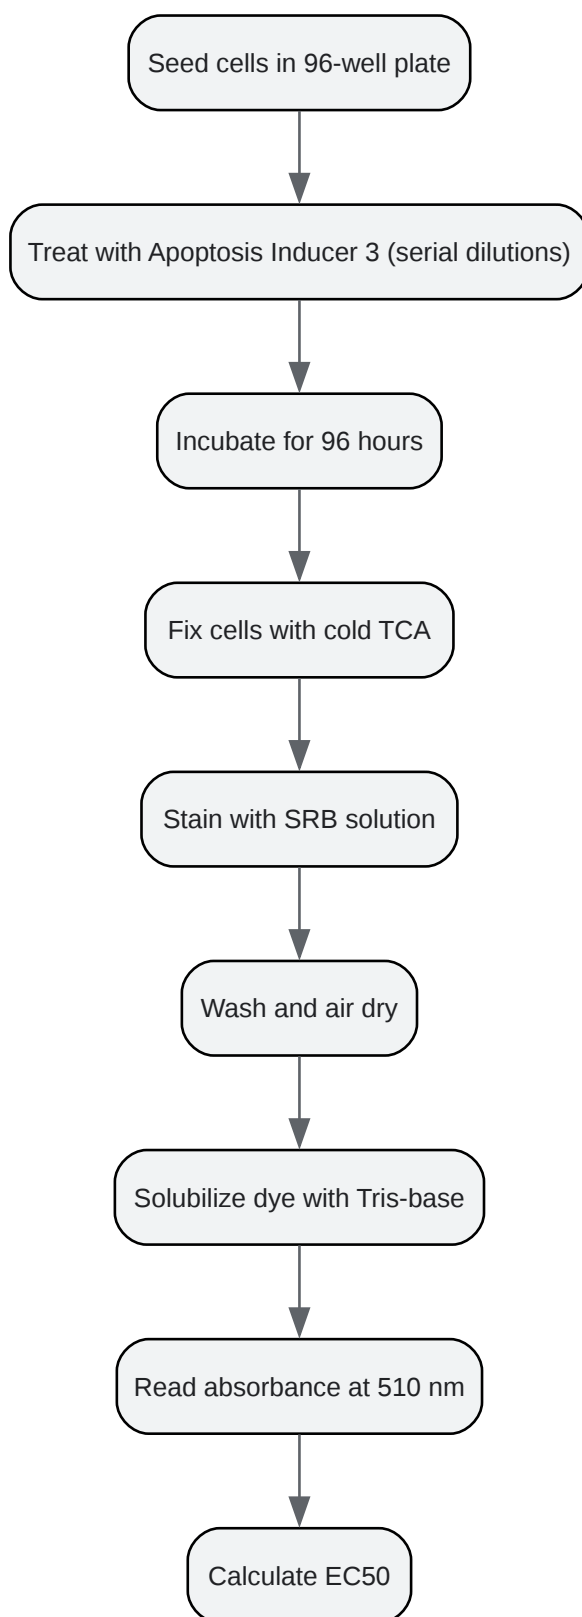 Seed cells in 96-well plate
Treat with Apoptosis Inducer 3 (serial dilutions)
Incubate for 96 hours
Fix cells with cold TCA
Stain with SRB solution
Wash and air dry
Solubilize dye with Tris-base
Read absorbance at 510 nm
Calculate EC50